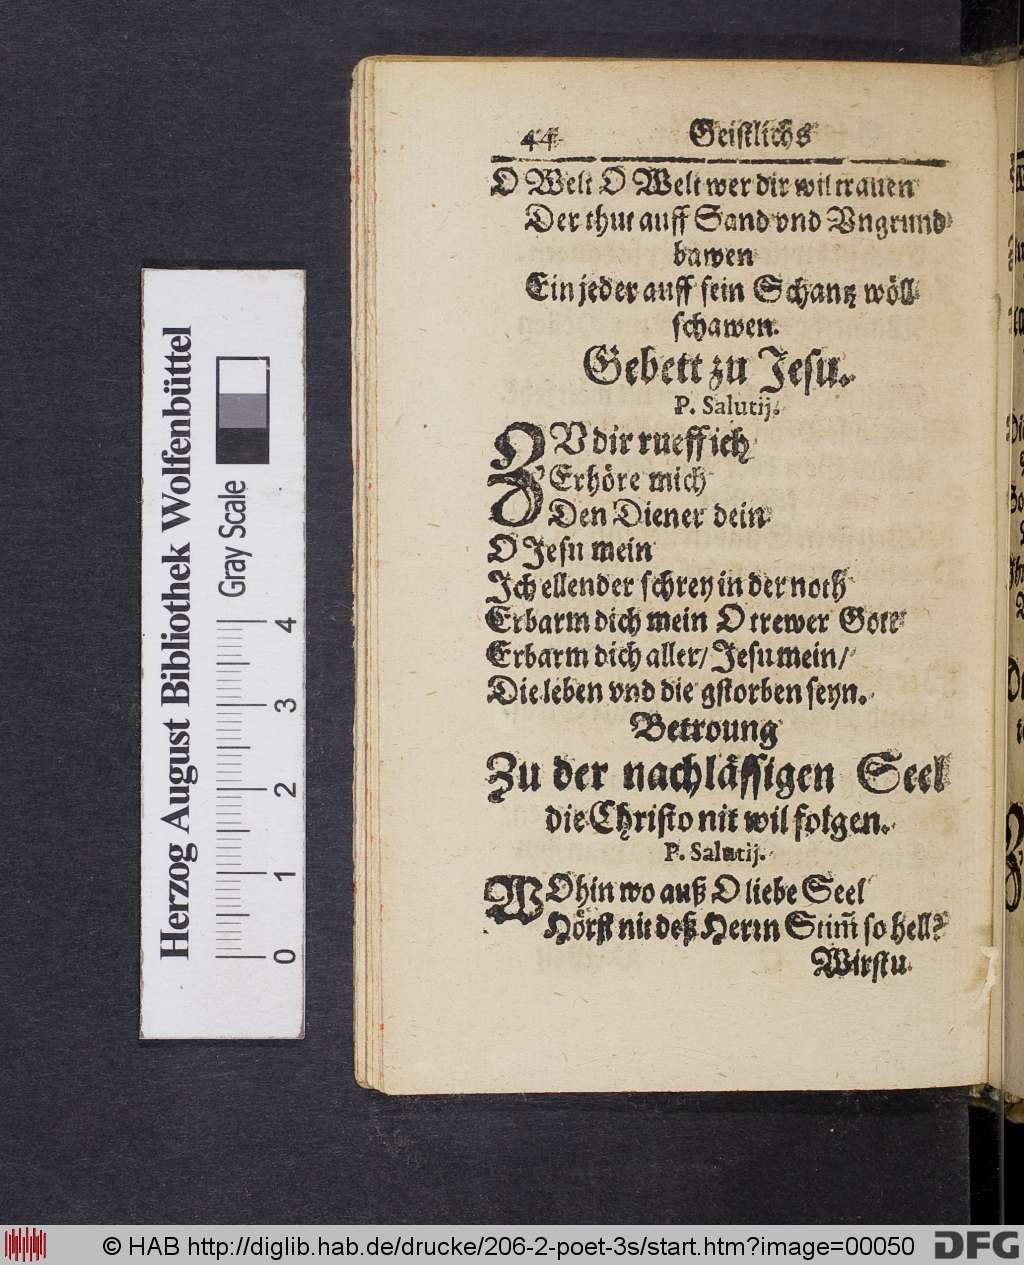 44 Geistlichs
O Welt O Welt wer dir wil trauen
Der thut auff Sand vnd Vngrund
bawen
Ein jeder auff sein Schantz wöll
schawen.
Gebett zu Jesu.
P. Salutij.
ZV dir rueff ich
Erhöre mich
Den Diener dein
O Jesu mein
Ich ellender schrey in der noth
Erbarm dich mein O trewer Gott
Erbarm dich aller/ Jesu mein/
Die leben vnd die gstorben seyn.
Betroung
Zu der nachlässigen Seel
die Christo nit wil folgen.
P. Salutij.
WOhin wo auß O liebe Seel
Hörst nit deß Herrn Stim̄ so hell?
Wirstu
Herzog August Bibliothek Wolfenbüttel
Gray Scale
0 1 2 3 4
© HAB http://diglib.hab.de/drucke/206-2-poet-3s/start.htm?image=00050
DFG